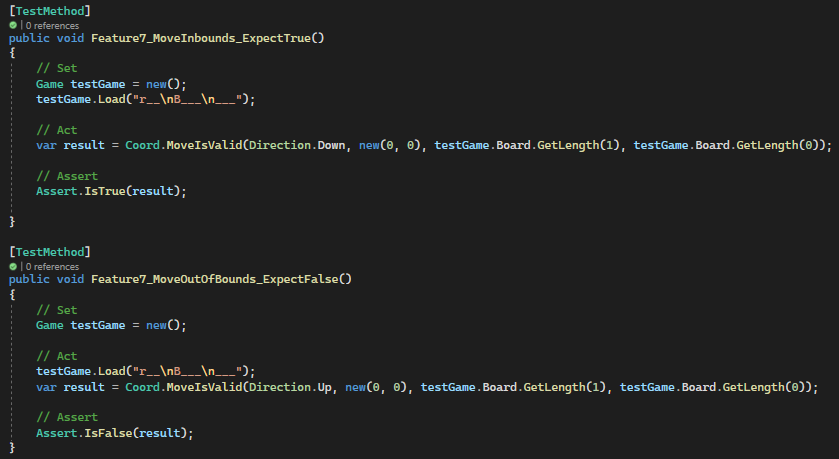 [TestMethod]
| 0 references
public void Feature7_MoveInbounds_ExpectTrue()
{
// Set
Game testGame = new();
testGame.Load("r__\nB___\n___");
// Act
var result = Coord.MoveIsValid(Direction.Down, new(0, 0), testGame.Board.GetLength(1), testGame.Board.GetLength(0));
// Assert
Assert.IsTrue(result);
}
[TestMethod]
| 0 references
public void Feature7_MoveOutOfBounds_ExpectFalse()
{
// Set
Game testGame = new();
// Act
testGame.Load("r__\nB___\n___");
var result = Coord.MoveIsValid(Direction.Up, new(0, 0), testGame.Board.GetLength(1), testGame.Board.GetLength(0));
// Assert
Assert.IsFalse(result);
}